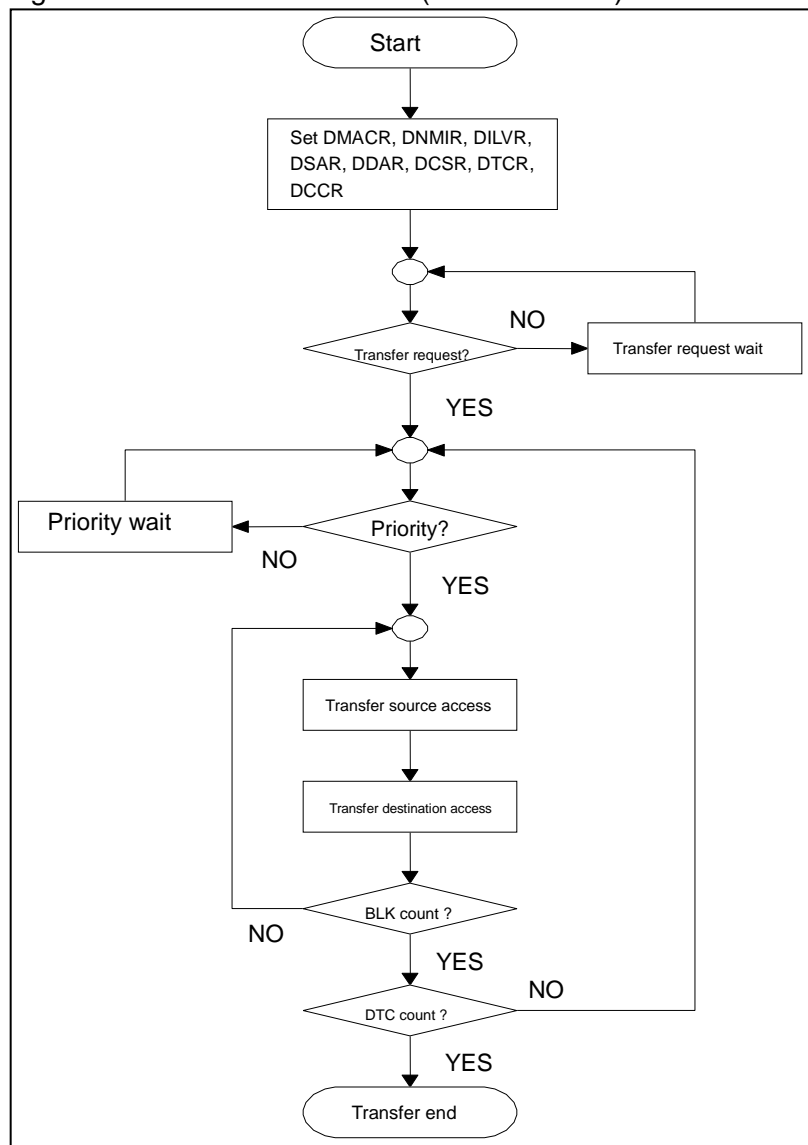 Start
Set DMACR, DNMIR, DILVR,
DSAR, DDAR, DCSR, DTCR,
DCCR
NO
Transfer request?
Transfer request wait
YES
Priority wait
Priority?
NO
YES
Transfer source access
Transfer destination access
BLK count ?
NO
YES
NO
DTC count ?
YES
Transfer end